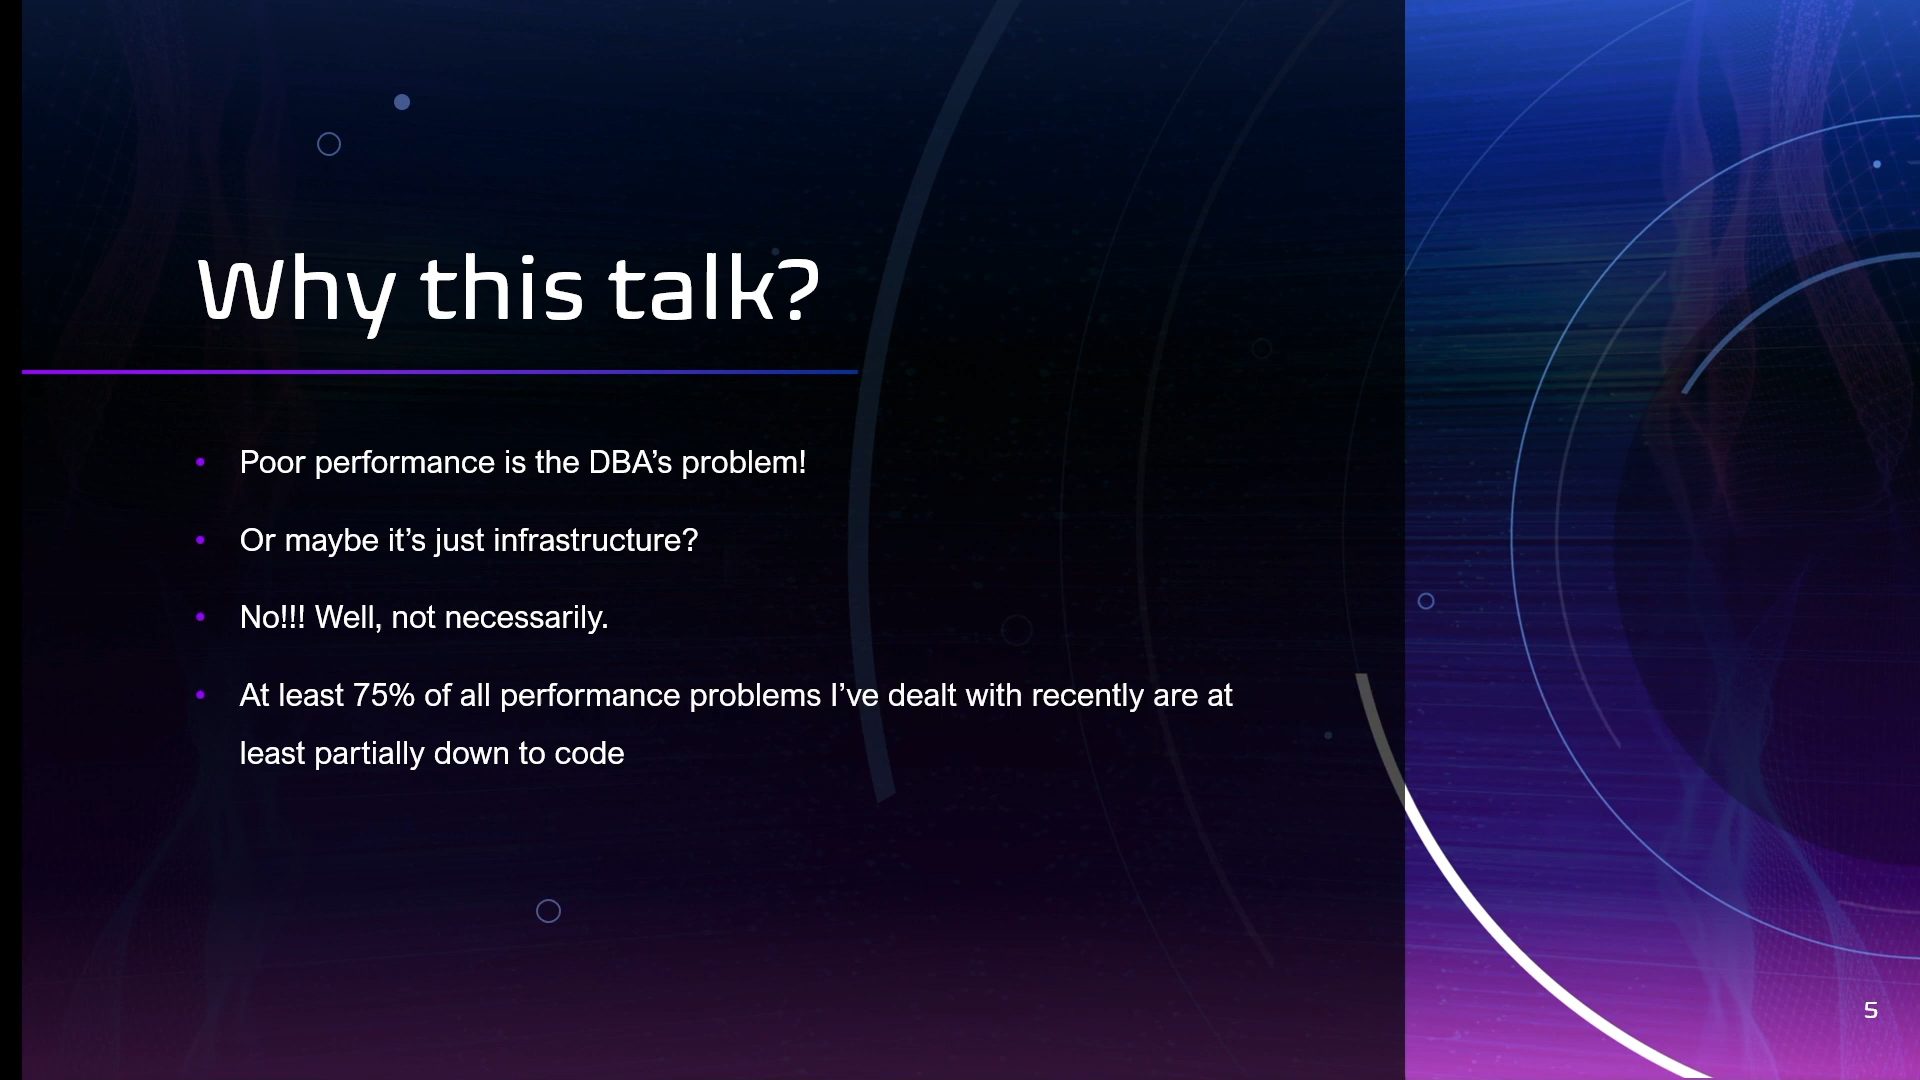 Why this talk?
• Poor performance is the DBA’s problem!
• Or maybe it’s just infrastructure?
• No!!! Well, not necessarily.
• At least 75% of all performance problems I’ve dealt with recently are at
least partially down to code
5